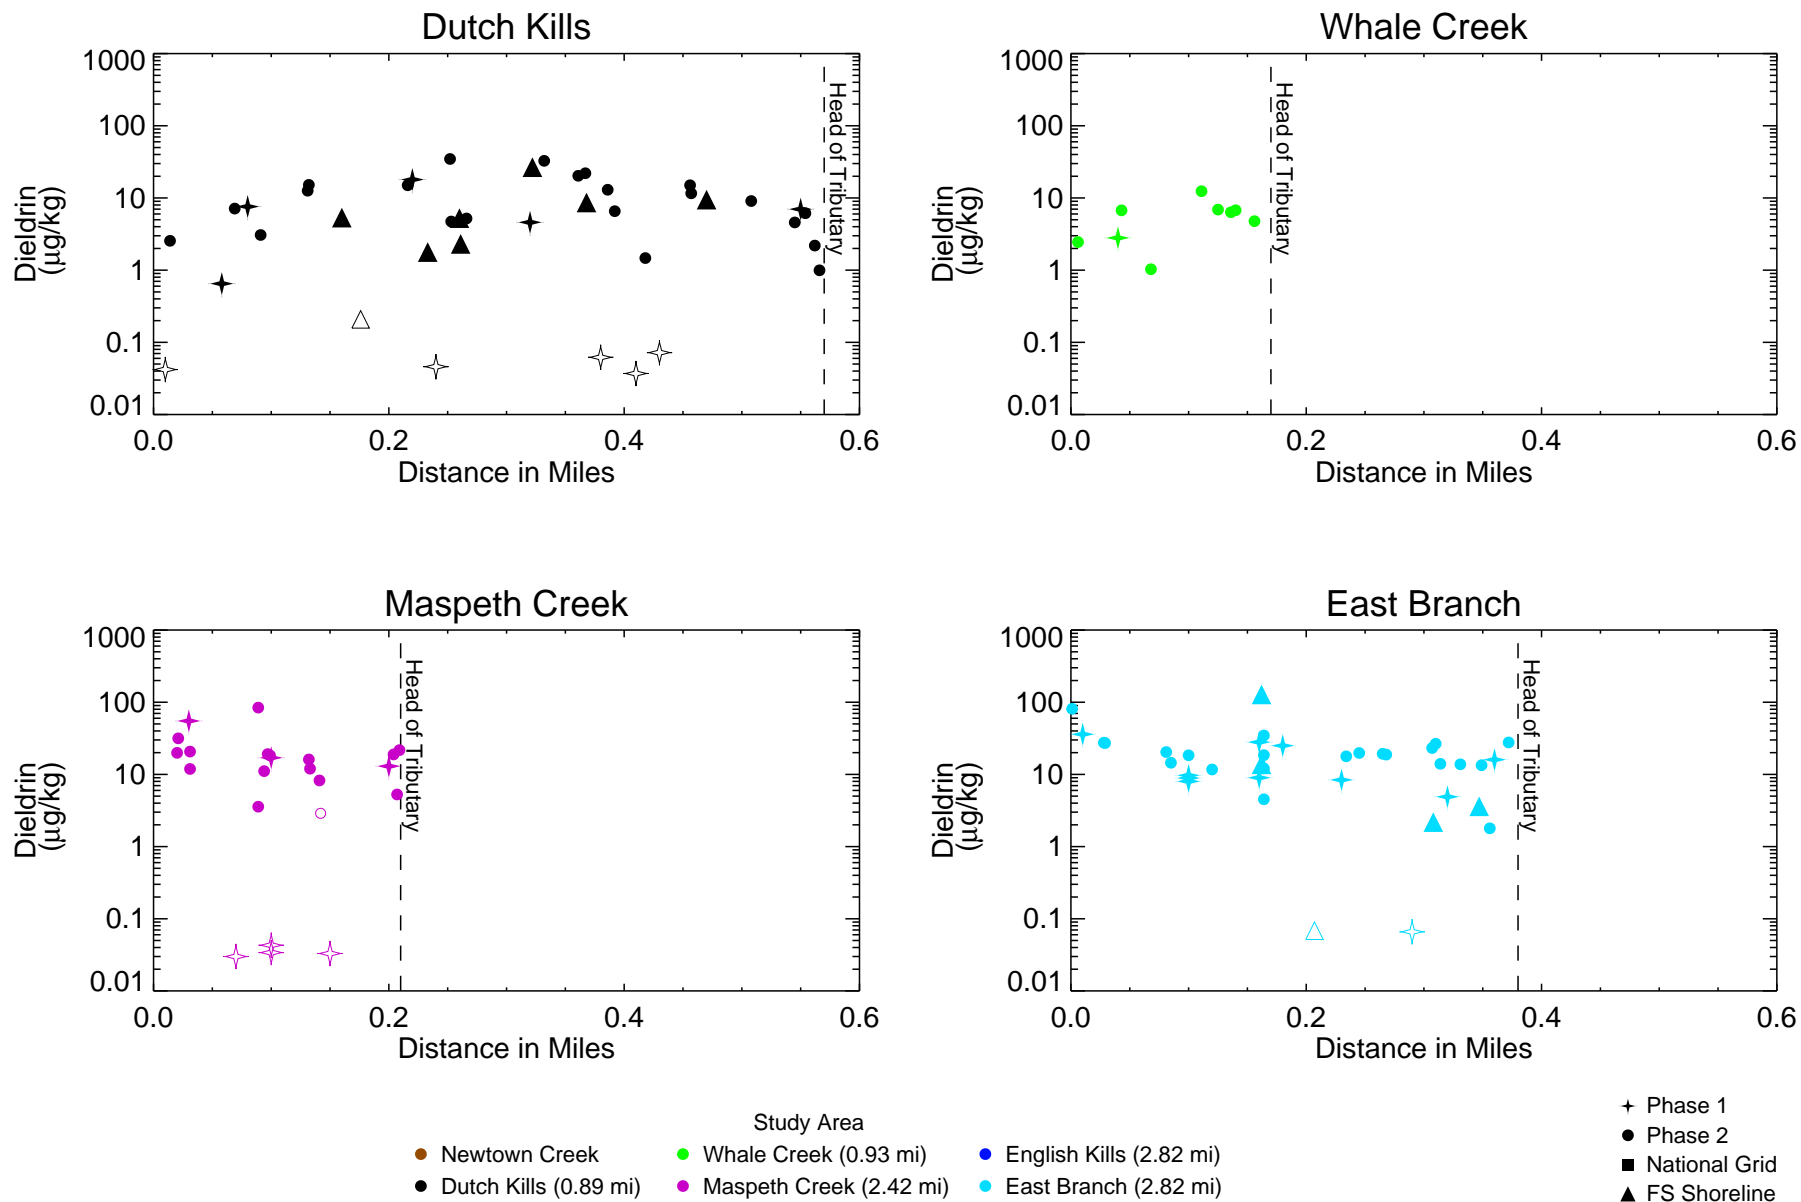 Dutch Kills
Dieldrin
(µg/kg)
1000
100
10
1
0.1
0.01
0.0 0.2 0.4 0.6
Distance in Miles
Head of Tributary
Whale Creek
Dieldrin
(µg/kg)
1000
100
10
1
0.1
0.01
0.0 0.2 0.4 0.6
Distance in Miles
Head of Tributary
Maspeth Creek
Dieldrin
(µg/kg)
1000
100
10
1
0.1
0.01
0.0 0.2 0.4 0.6
Distance in Miles
Head of Tributary
East Branch
Dieldrin
(µg/kg)
1000
100
10
1
0.1
0.01
0.0 0.2 0.4 0.6
Distance in Miles
Head of Tributary
Study Area
Newtown Creek
Whale Creek (0.93 mi)
English Kills (2.82 mi)
Dutch Kills (0.89 mi)
Maspeth Creek (2.42 mi)
East Branch (2.82 mi)
Phase 1
Phase 2
National Grid
FS Shoreline